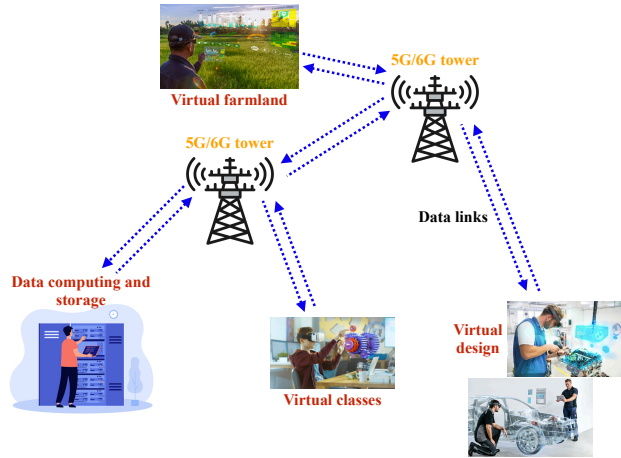 5G/6G tower
Virtual farmland
5G/6G tower
Data links
Data computing and
storage
Virtual
design
Virtual classes